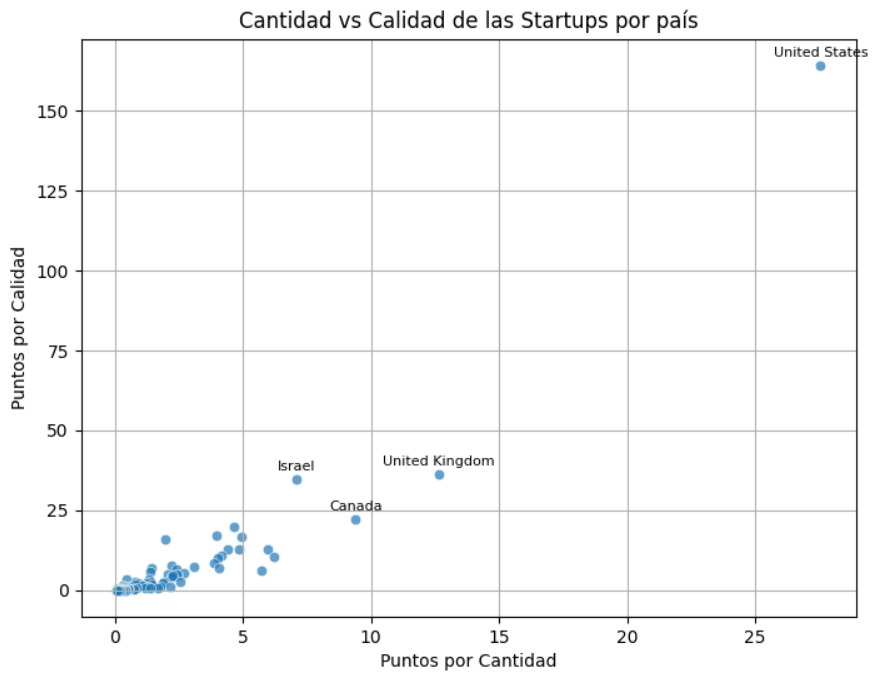 Cantidad vs Calidad de las Startups por país
United States
150
125
100
75
50
25
0
Israel
United Kingdom
Canada
Puntos por Calidad
0
5
10
15
20
25
Puntos por Cantidad